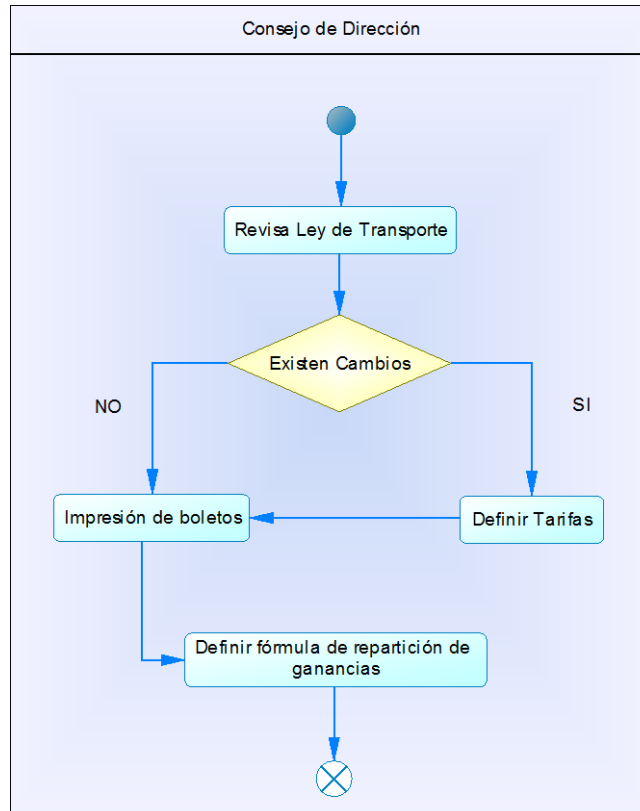 Consejo de Dirección
Revisa Ley de Transporte
Existen Cambios
NO
SI
Impresión de boletos
Definir Tarifas
Definir fórmula de repartición de
ganancias